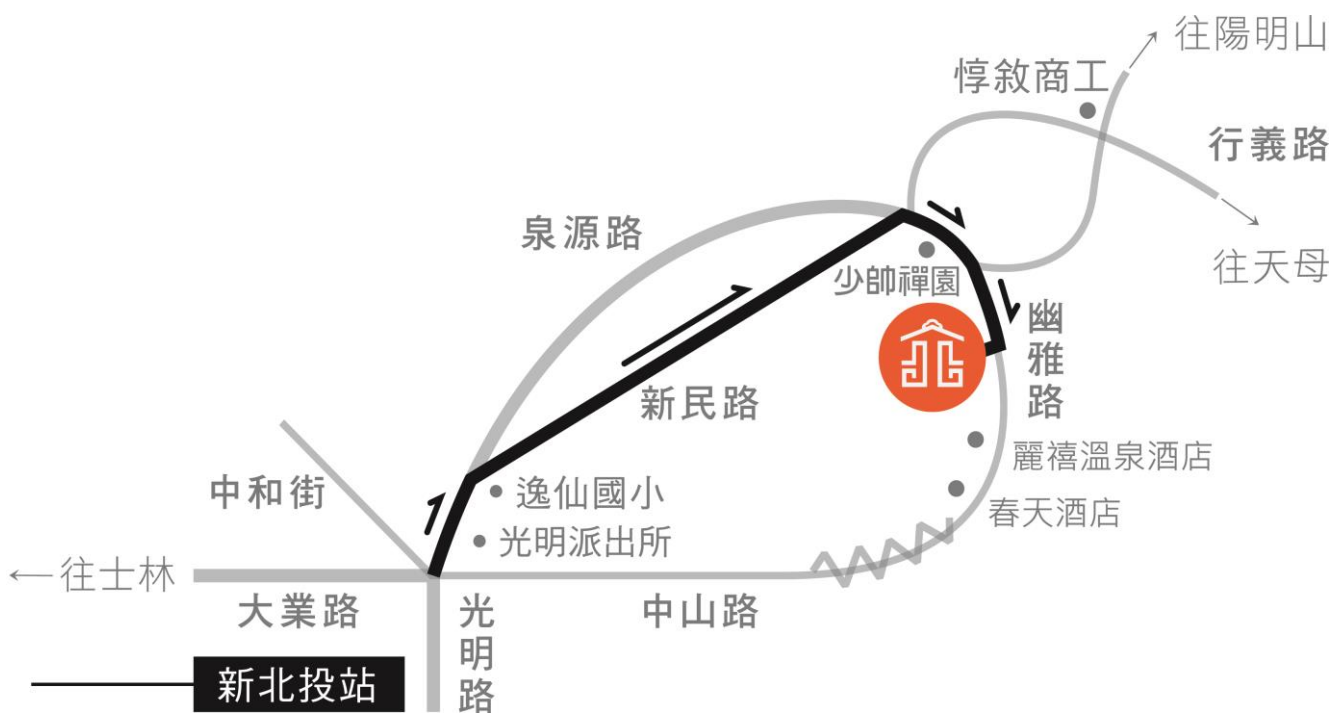 往陽明山
惇敘商工
行義路
泉源路
往天母
少帥禪園
幽雅路
新民路
麗禧溫泉酒店
中和街
逸仙國小
春天酒店
光明派出所
往士林
大業路
光明路
中山路
新北投站